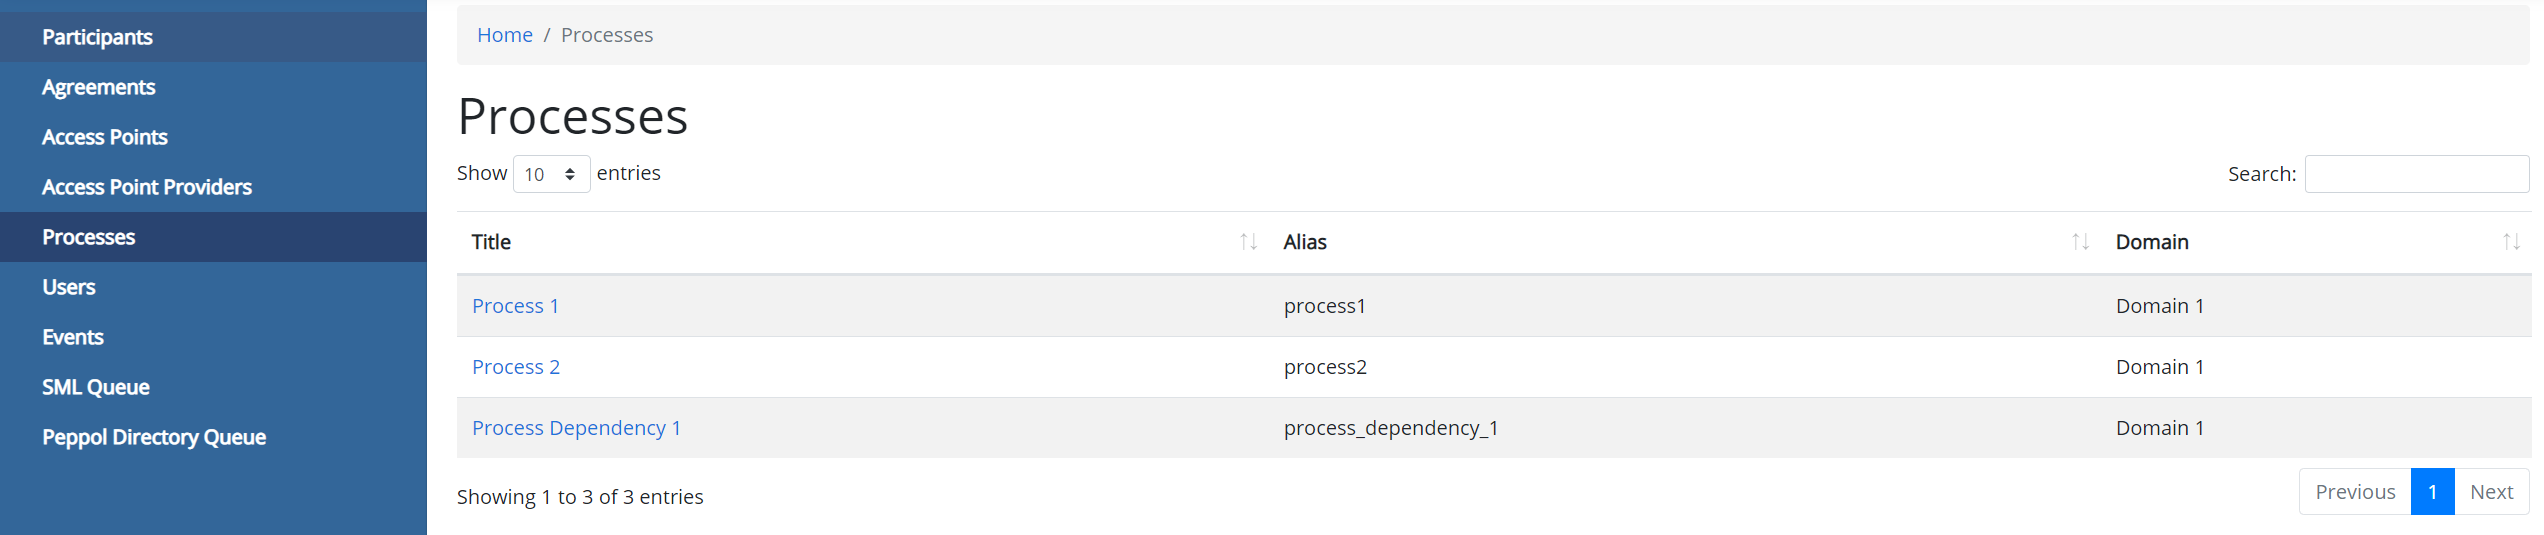 Participants
Agreements
Access Points
Access Point Providers
Processes
Users
Events
SML Queue
Peppol Directory Queue
Home / Processes
Processes
Show 10 entries
Search:
Title Alias Domain
Process 1 process1 Domain 1
Process 2 process2 Domain 1
Process Dependency 1 process_dependency_1 Domain 1
Showing 1 to 3 of 3 entries
Previous 1 Next